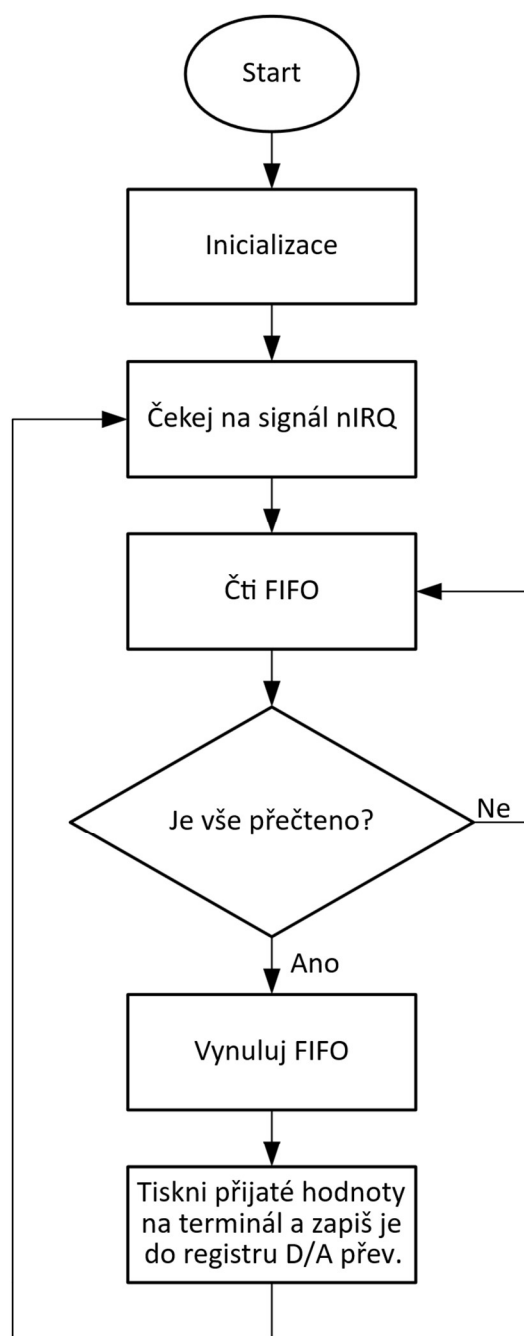 Start
Inicializace
Čekej na signál nIRQ
Čti FIFO
Je vše přečteno?
Ne
Ano
Vynuluj FIFO
Tiskni přijaté hodnoty
na terminál a zapiš je
do registru D/A přev.